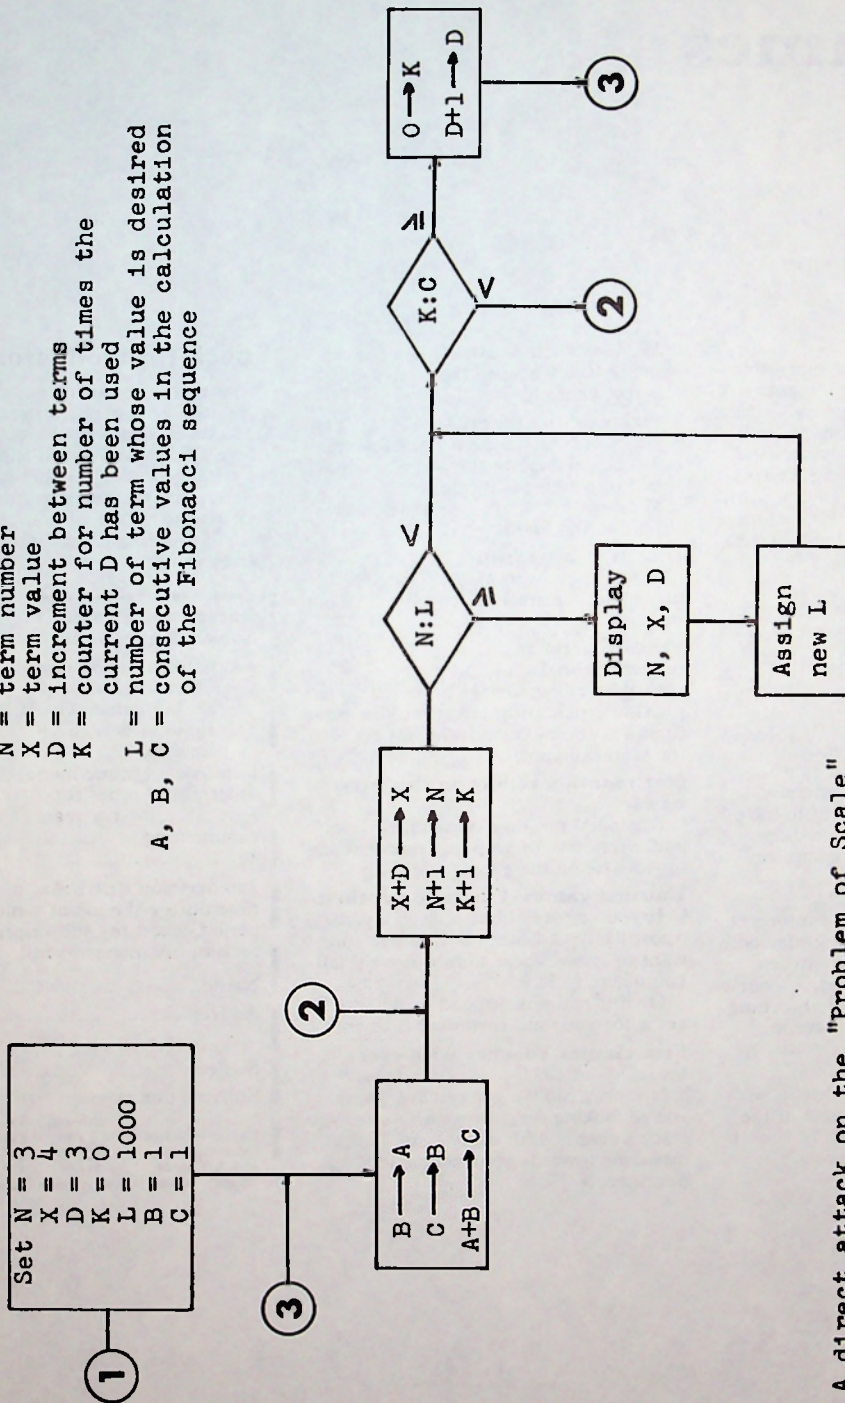 N = term number
X = term value
D = increment between terms
K = counter for number of times the
current D has been used
L = number of term whose value is desired
A, B, C = consecutive values in the calculation
of the Fibonacci sequence
1
Set N = 3
X = 4
D = 3
K = 0
L = 1000
B = 1
C = 1
3
B → A
C → B
A+B → C
2
X+D → X
N+1 → N
K+1 → K
N:L
<
≥
Display
N, X, D
Assign
new L
K:C
<
≥
2
O → K
D+1 → D
3
A direct attack on the "Problem of Scale"